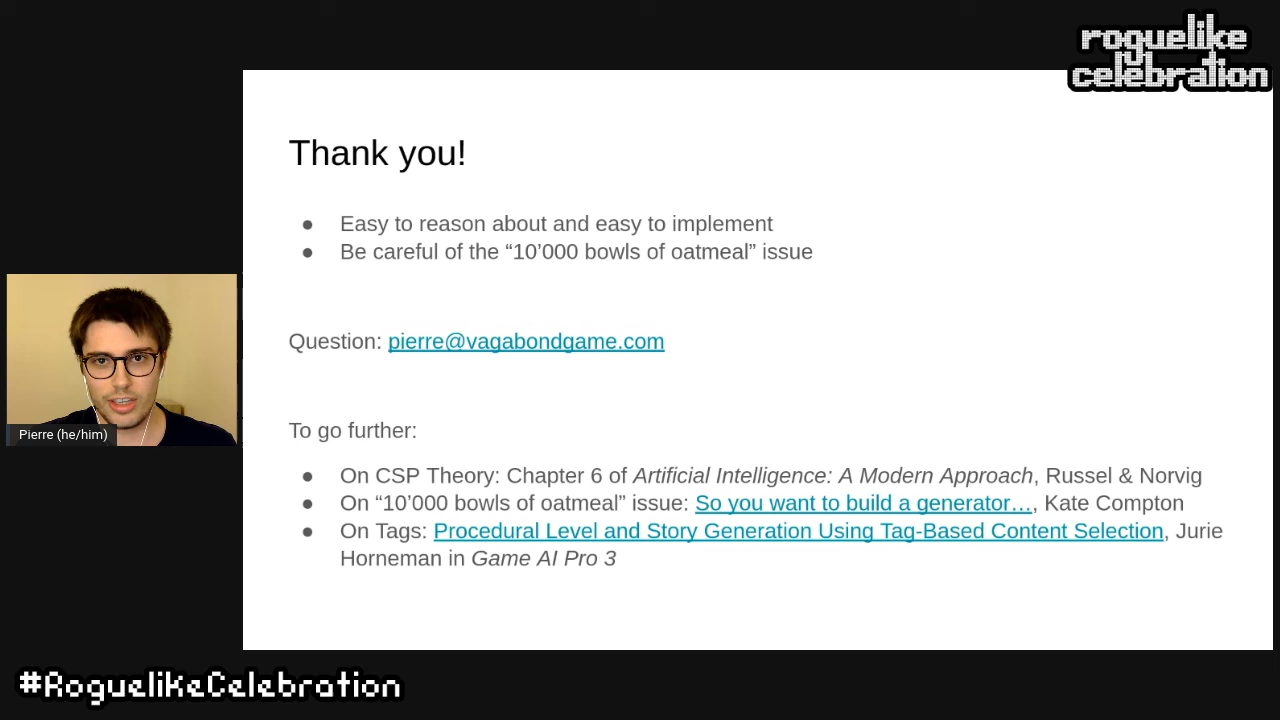 roguelike
celebration
Thank you!
● Easy to reason about and easy to implement
● Be careful of the “10’000 bowls of oatmeal” issue
Question: pierre@vagabondgame.com
Pierre (he/him)
To go further:
● On CSP Theory: Chapter 6 of Artificial Intelligence: A Modern Approach, Russel & Norvig
● On “10’000 bowls of oatmeal” issue: So you want to build a generator…, Kate Compton
● On Tags: Procedural Level and Story Generation Using Tag-Based Content Selection, Jurie
Horneman in Game AI Pro 3
#RoguelikeCelebration